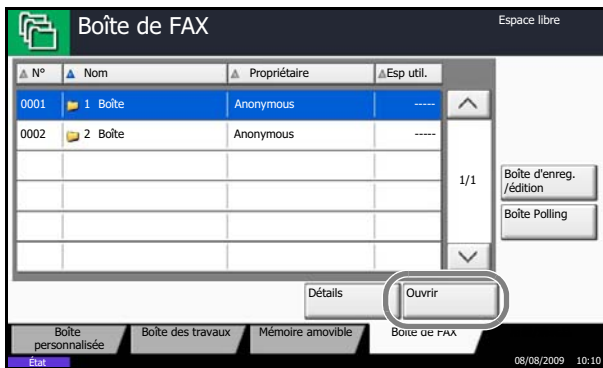 Boîte de FAX
Espace libre
N° Nom Propriétaire Esp util.
0001 1 Boîte Anonymous -----
0002 2 Boîte Anonymous -----
1/1
Boîte d'enreg.
/édition
Boîte Polling
Détails Ouvrir
Boîte
personnalisée
Boîte des travaux
Mémoire amovible
Boîte de FAX
État
08/08/2009 10:10